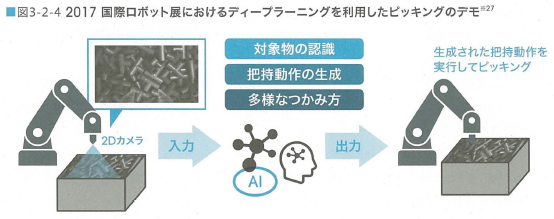 ■図3-2-4 2017 国際ロボット展におけるディープラーニングを利用したピッキングのデモ※27
対象物の認識
把持動作の生成
多様なつかみ方
生成された把持動作を
実行してピッキング
2Dカメラ
入力
出力
AI